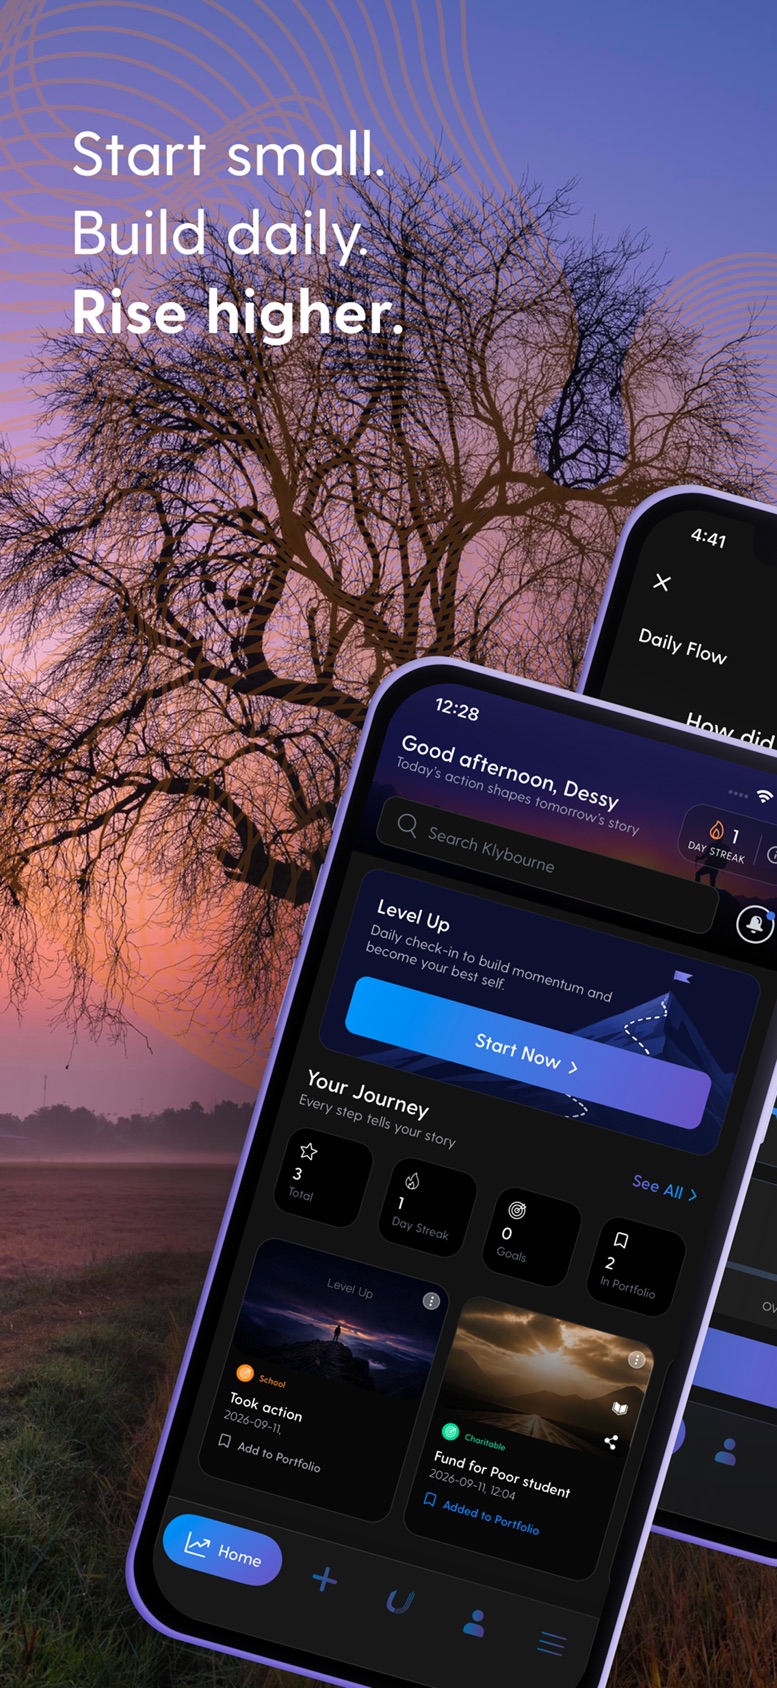 Start small.
Build daily.
Rise higher.
4:41
Daily Flow
How did
12:28
Good afternoon, Dessy
Today's action shapes tomorrow's story
1
DAY STREAK
Search Klybourne
Level Up
Daily check-in to build momentum and
become your best self.
Start Now
Your Journey
Every step tells your story
See All
3
Total
1
Day Streak
0
Goals
2
In Portfolio
Level Up
School
Took action
2026-09-11,
Add to Portfolio
Charitable
Fund for Poor student
2026-09-11, 12:04
Added to Portfolio
Home